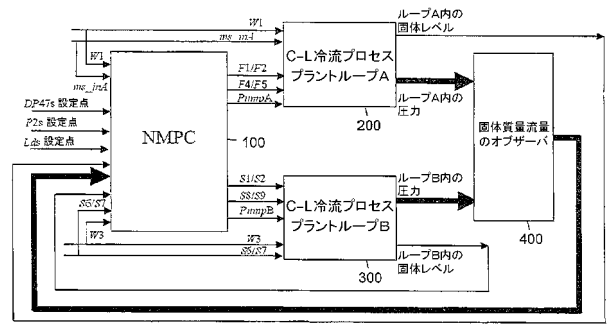 W1
ms_inA
ループA内の
固体レベル
W1
ms_inA
C-L冷流プロセス
プラントループA
F1/F2
F4/F5
PumpA
200
ループA内の
圧力
DP47s 設定点
P2s 設定点
Lds 設定点
NMPC
100
固体質量流量
のオブザーバ
400
S1/S2
S8/S9
PumpB
C-L冷流プロセス
プラントループB
ループB内の
圧力
S6/S7
W3
W3
S6/S7
300
ループB内の
固体レベル